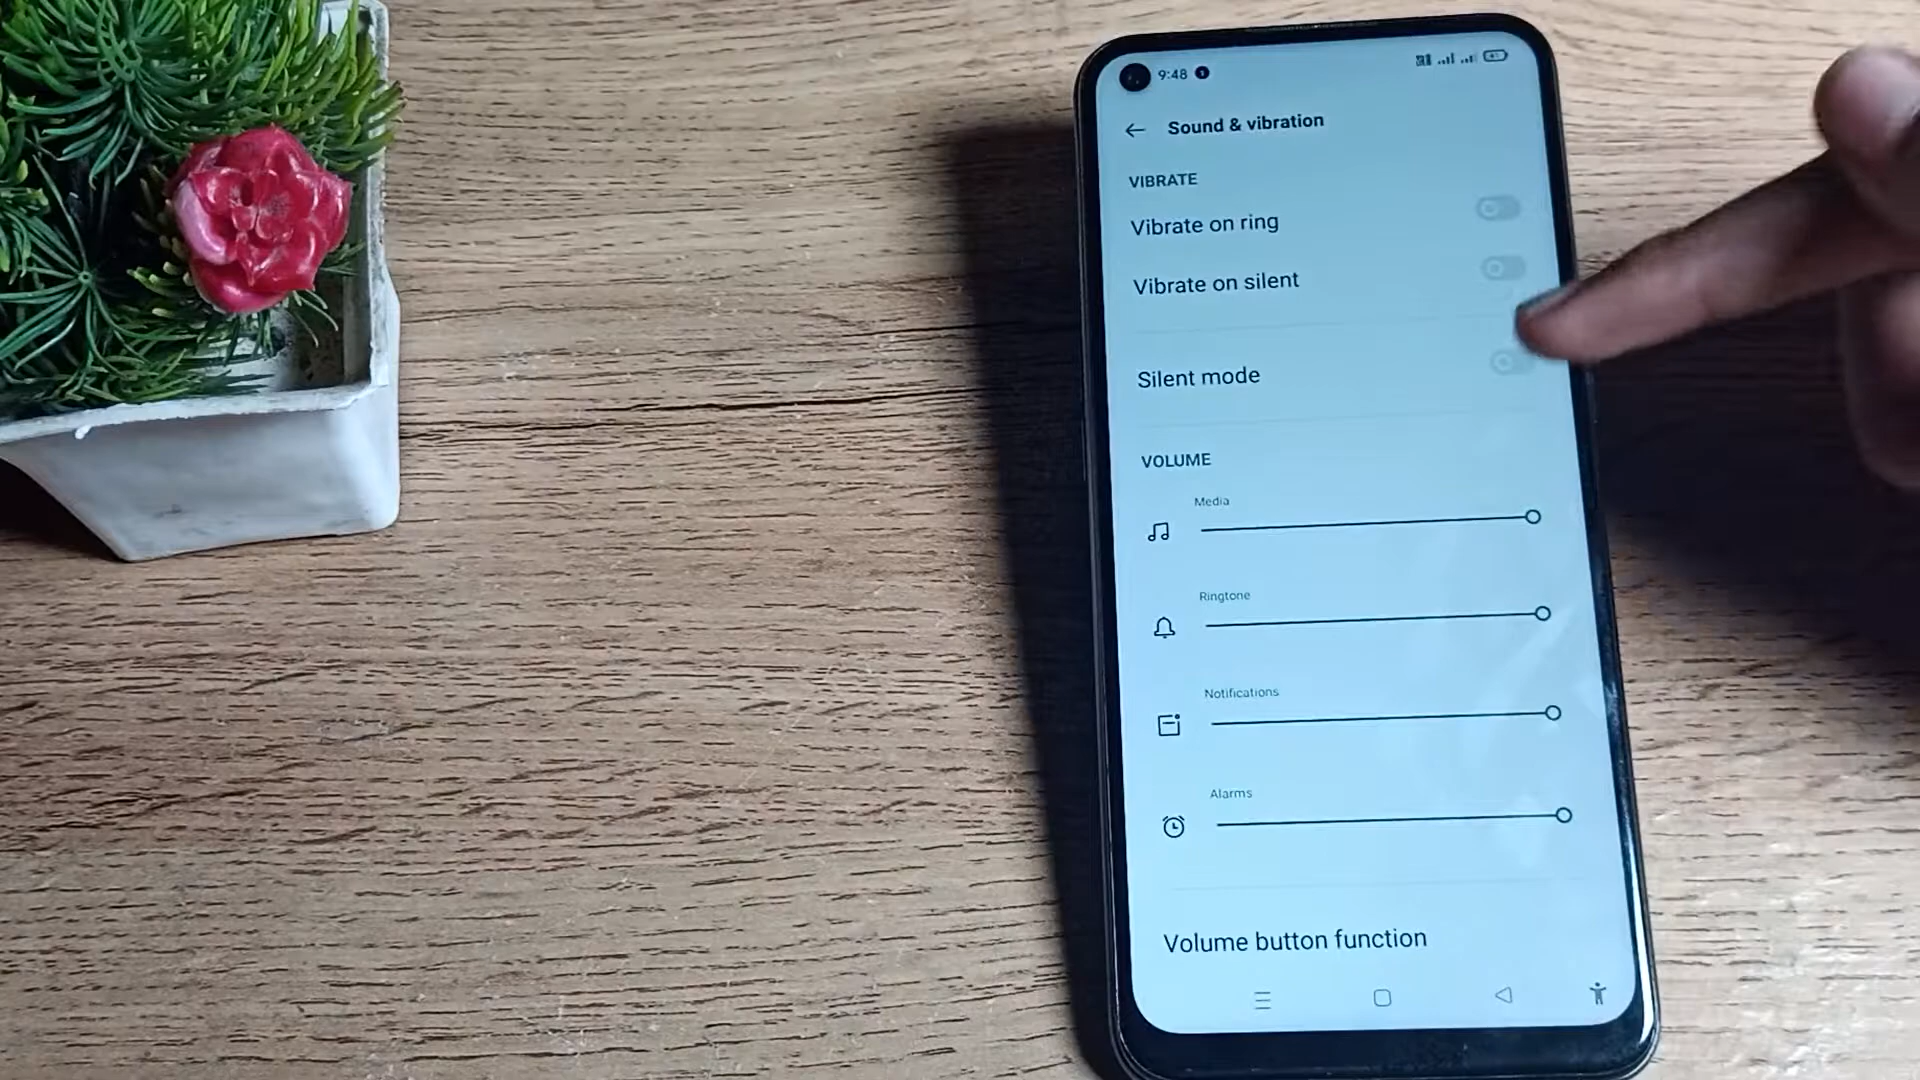 9:48
Sound & vibration
VIBRATE
Vibrate on ring
Vibrate on silent
Silent mode
VOLUME
Media
Ringtone
Notifications
Alarms
Volume button function